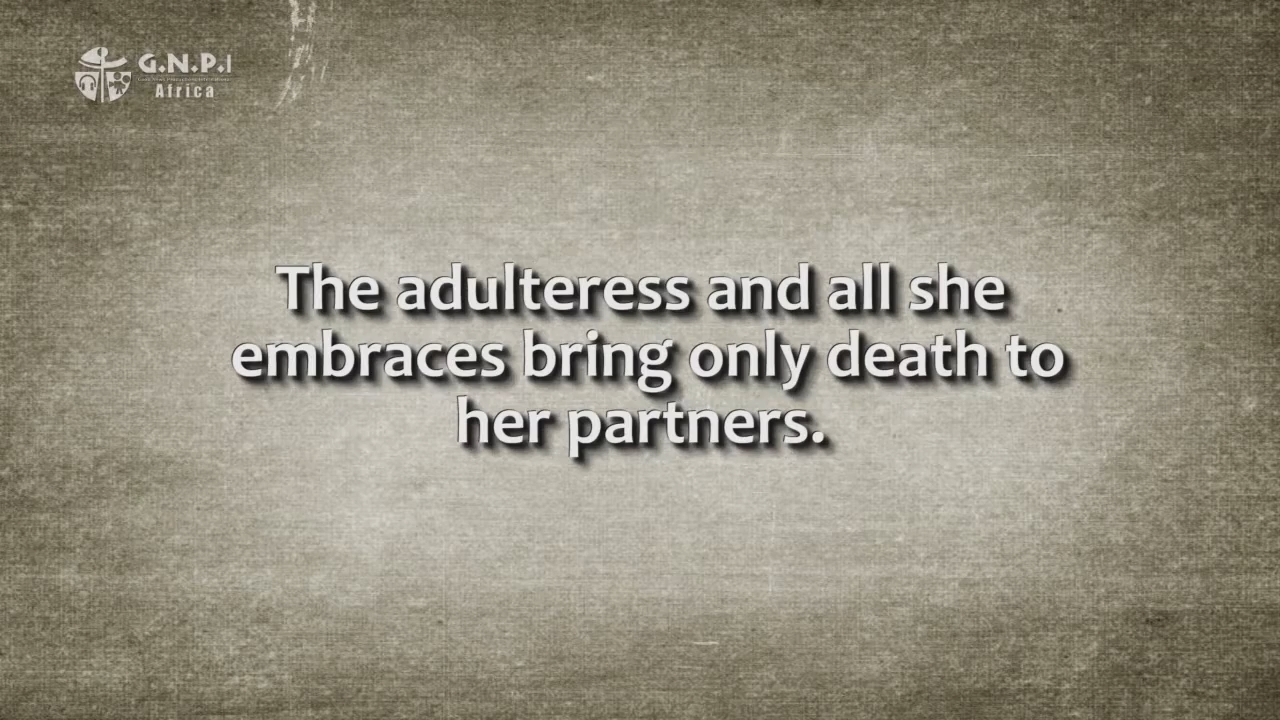 G.N.P.I
Africa
The adulteress and all she
embraces bring only death to
her partners.